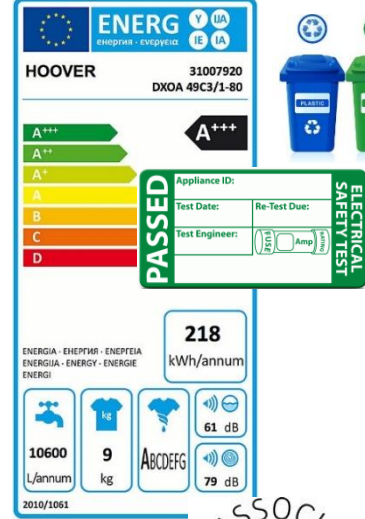 ENERG
Y UA
IE IA
енергия · ενεργεια
HOOVER
31007920
DXOA 49C3/1-80
A+++
A++
A+
A
B
C
D
A+++
PASSED
Appliance ID:
Test Date:
Re-Test Due:
Test Engineer:
FUSE
Amp
RATING
ELECTRICAL
SAFETY TEST
PLASTIC
218
kWh/annum
ENERGIA · ЕНЕРГИЯ · ΕΝΕΡΓΕΙΑ
ENERGIJA · ENERGY · ENERGIE
ENERGI
kg
10600
L/annum
9
kg
ABCDEFG
61 dB
79 dB
2010/1061